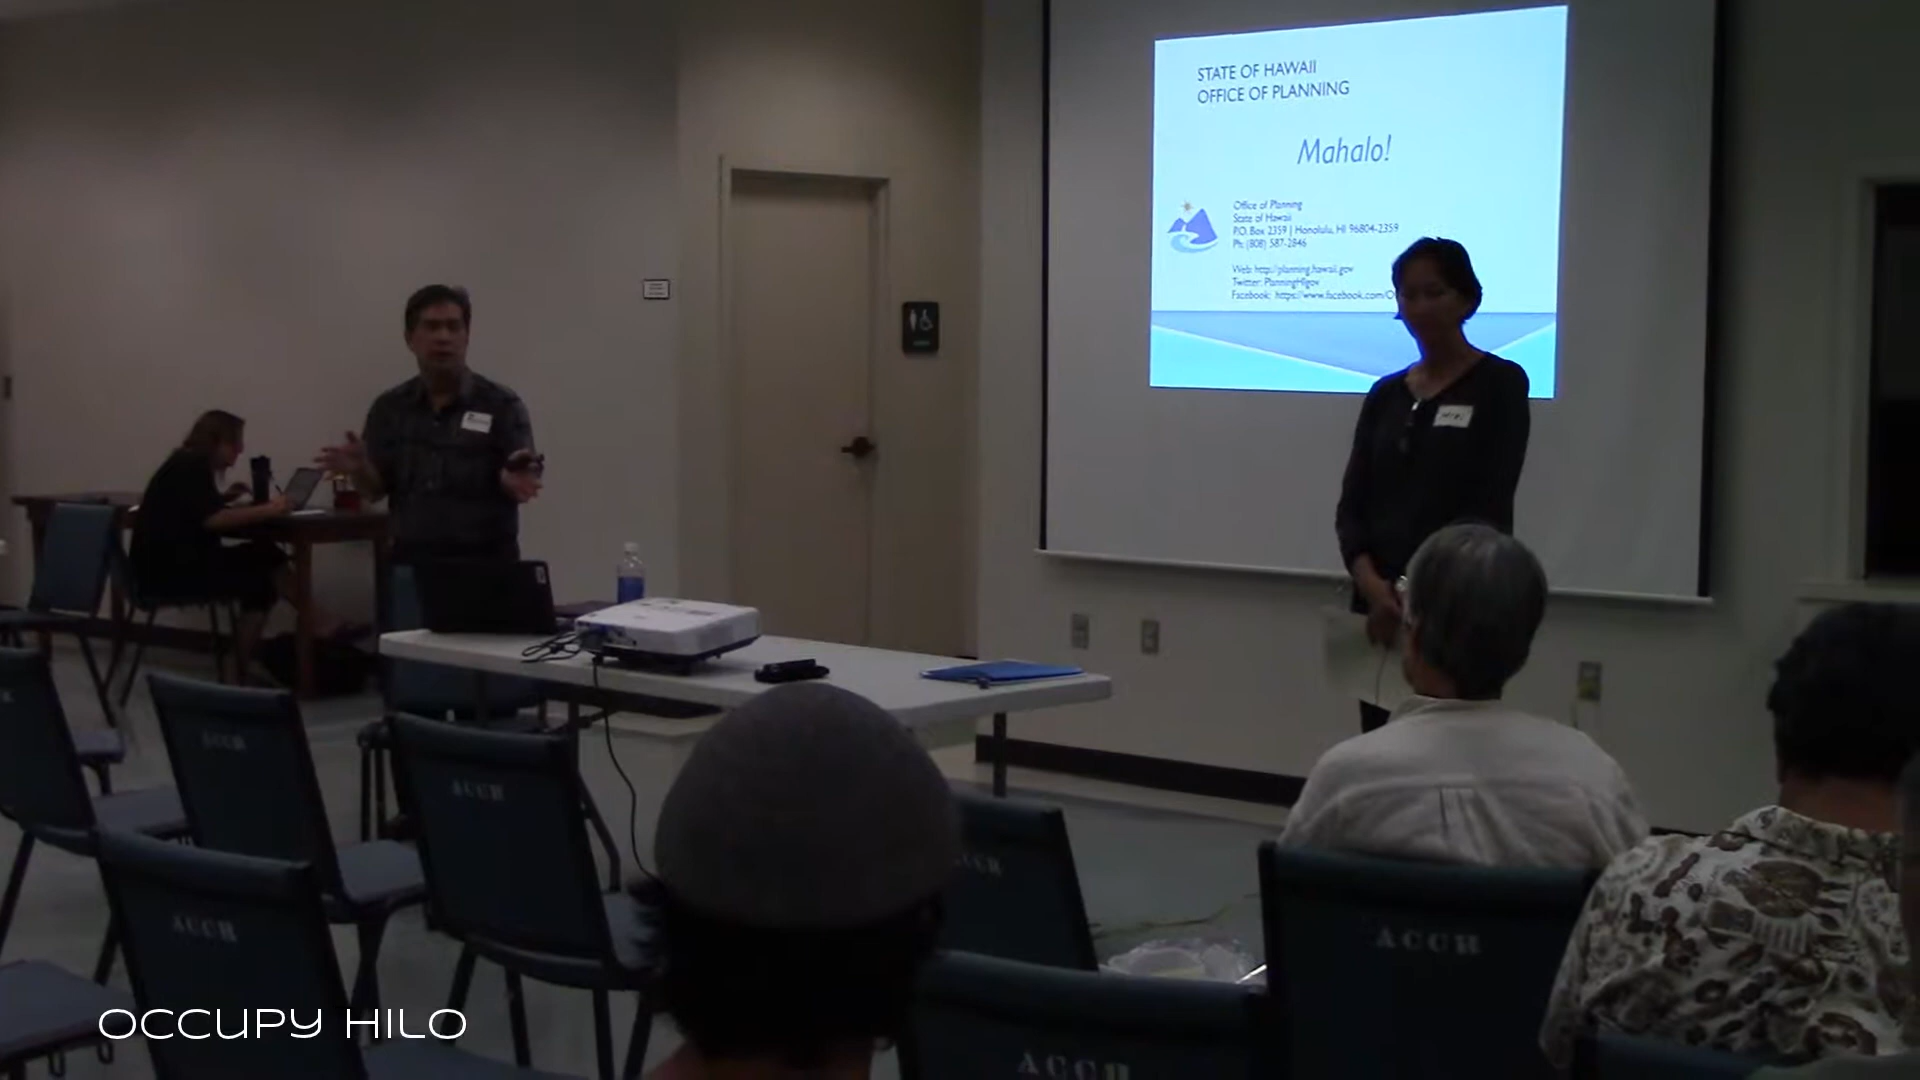 STATE OF HAWAII
OFFICE OF PLANNING
Mahalo!
Office of Planning
State of Hawaii
P.O. Box 2359 | Honolulu, HI 96804-2359
Ph: (808) 587-2846
Web: http://planning.hawaii.gov
Twitter: PlanningHIgov
Facebook: https://www.facebook.com/O
ACCH
ACCH
ACCH
ACCH
ACCH
ACCH
OCCUPY HILO